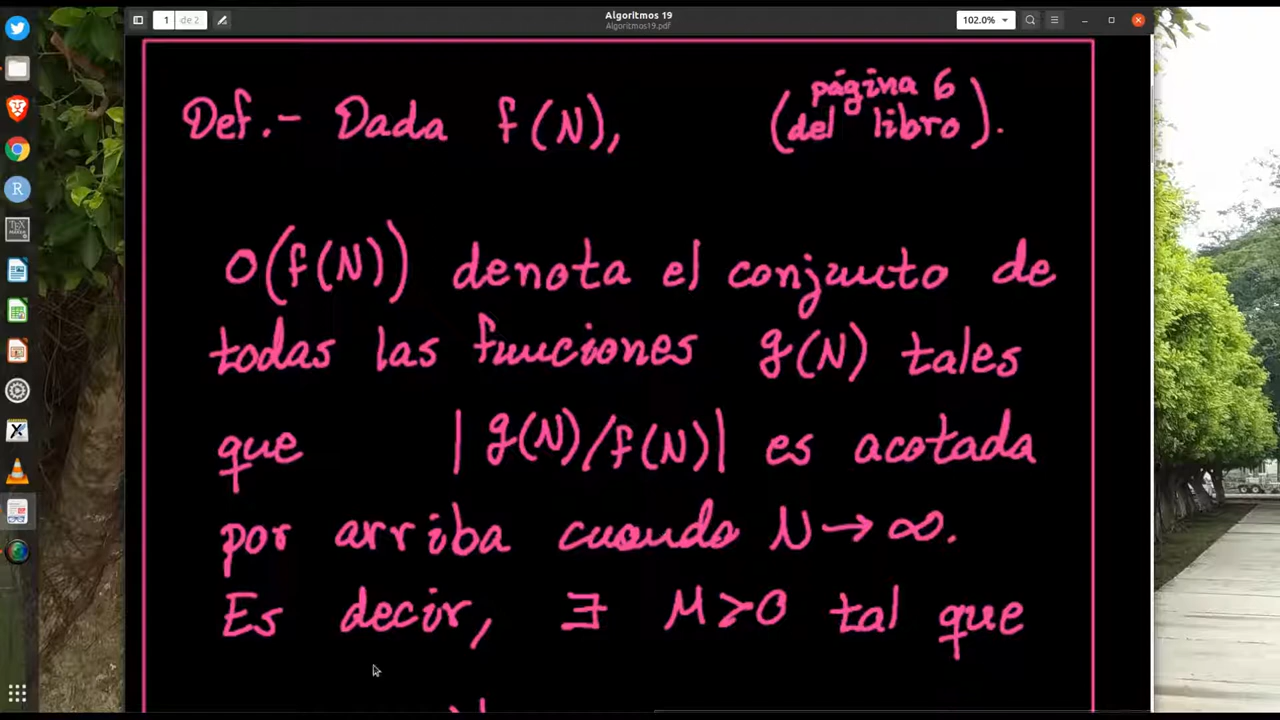 Algoritmos 19
Algoritmos19.pdf
1 de 2
102.0%
Def.- Dada f(N), (página 6 del libro).
O(f(N)) denota el conjunto de
todas las funciones g(N) tales
que |g(N)/f(N)| es acotada
por arriba cuando N→∞.
Es decir, ∃ M>0 tal que